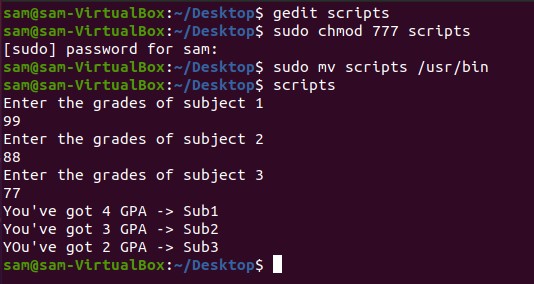 sam@sam-VirtualBox:~/Desktop$ gedit scripts
sam@sam-VirtualBox:~/Desktop$ sudo chmod 777 scripts
[sudo] password for sam:
sam@sam-VirtualBox:~/Desktop$ sudo mv scripts /usr/bin
sam@sam-VirtualBox:~/Desktop$ scripts
Enter the grades of subject 1
99
Enter the grades of subject 2
88
Enter the grades of subject 3
77
You've got 4 GPA -> Sub1
You've got 3 GPA -> Sub2
YOu've got 2 GPA -> Sub3
sam@sam-VirtualBox:~/Desktop$